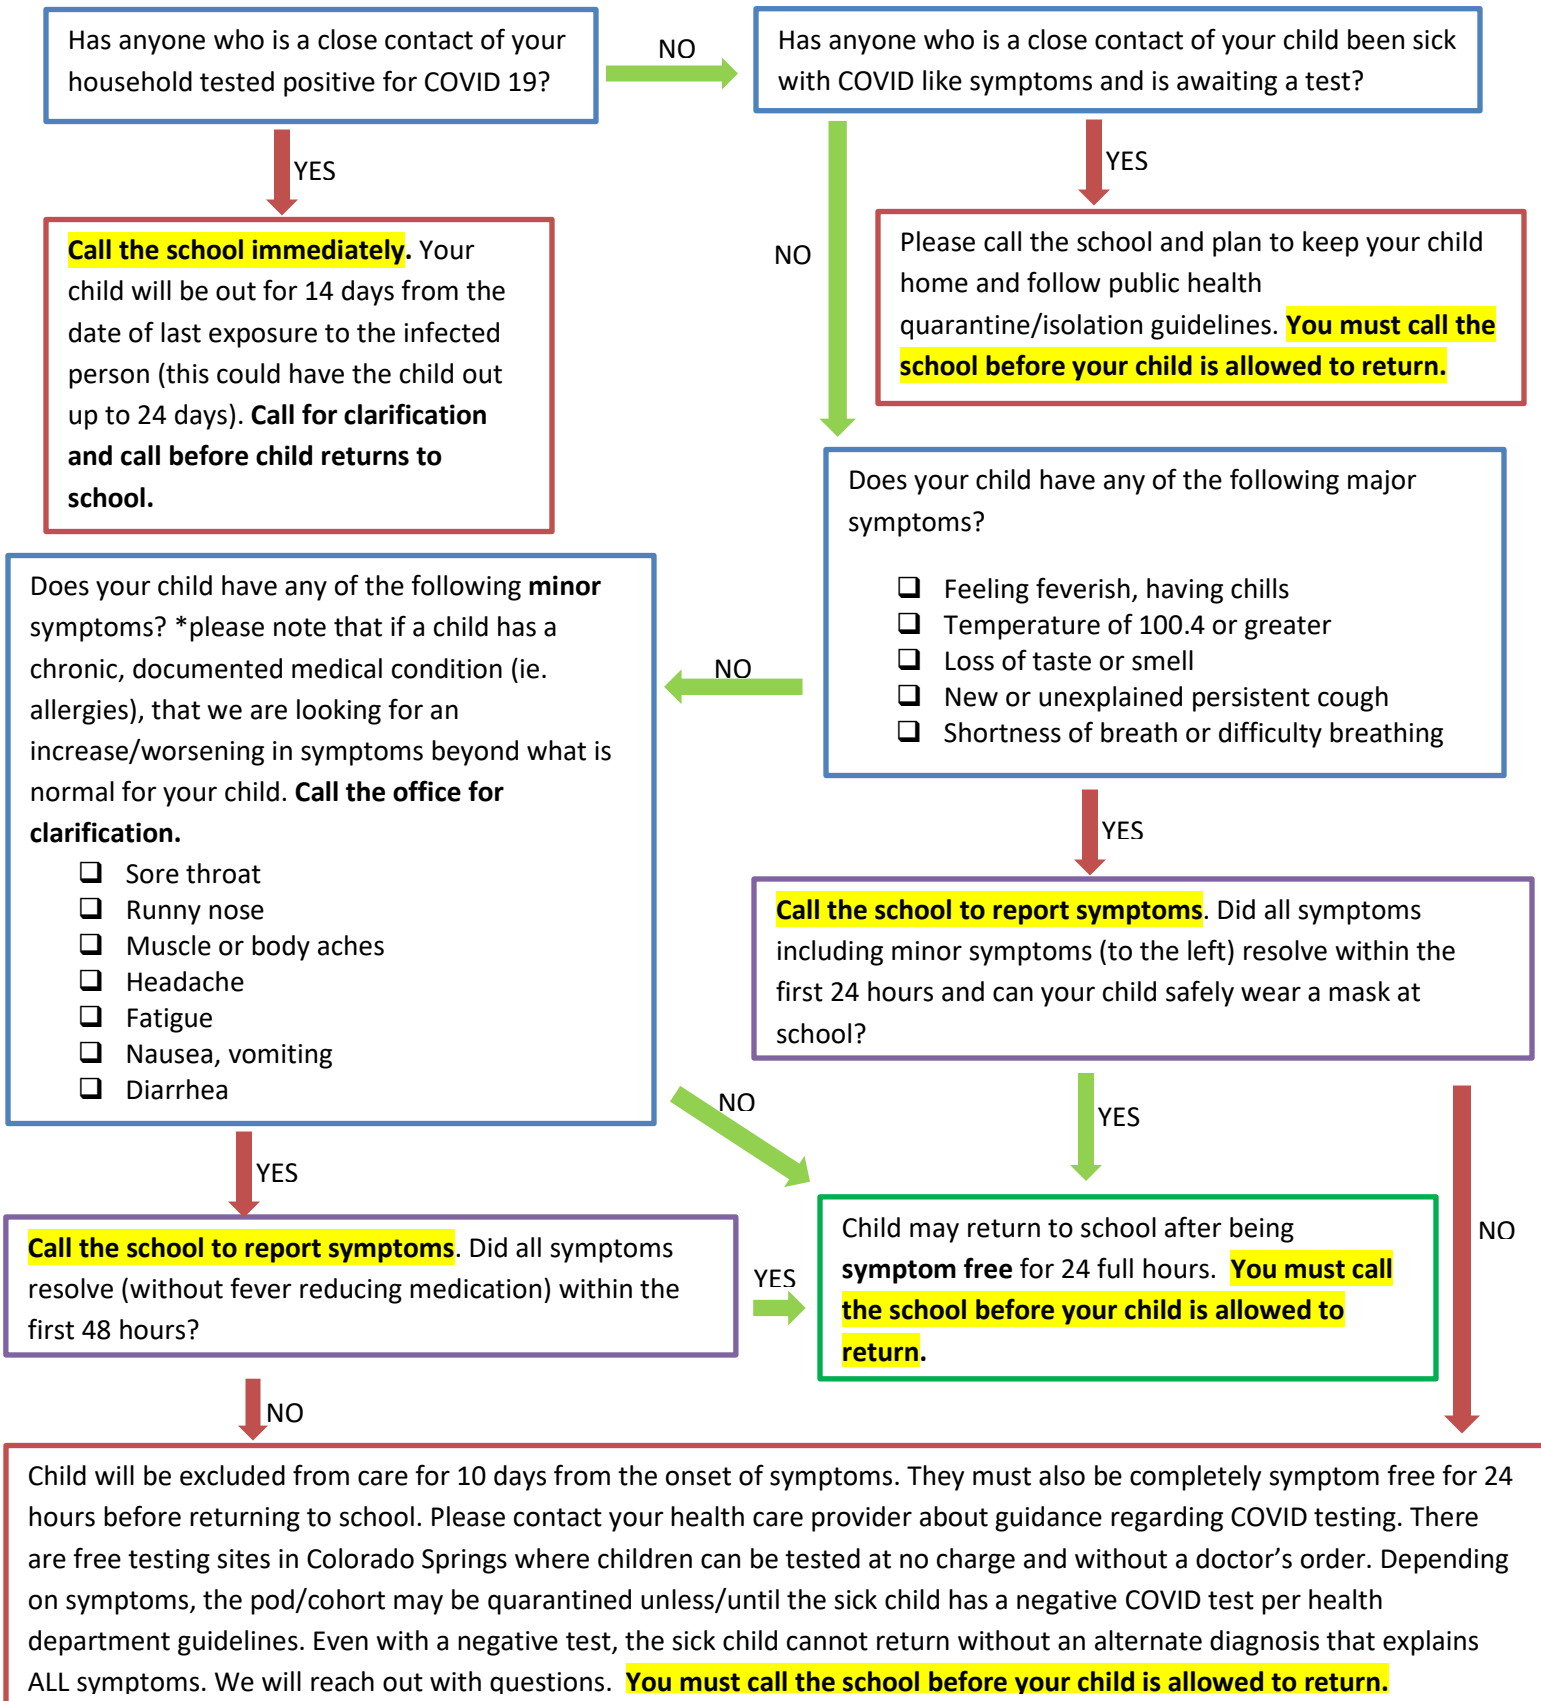 Has anyone who is a close contact of your
household tested positive for COVID 19?
NO
Has anyone who is a close contact of your child been sick
with COVID like symptoms and is awaiting a test?
YES
YES
NO
Call the school immediately. Your
child will be out for 14 days from the
date of last exposure to the infected
person (this could have the child out
up to 24 days). Call for clarification
and call before child returns to
school.
Please call the school and plan to keep your child
home and follow public health
quarantine/isolation guidelines. You must call the
school before your child is allowed to return.
Does your child have any of the following major
symptoms?
❑ Feeling feverish, having chills
❑ Temperature of 100.4 or greater
❑ Loss of taste or smell
❑ New or unexplained persistent cough
❑ Shortness of breath or difficulty breathing
NO
Does your child have any of the following minor
symptoms? *please note that if a child has a
chronic, documented medical condition (ie.
allergies), that we are looking for an
increase/worsening in symptoms beyond what is
normal for your child. Call the office for
clarification.
❑ Sore throat
❑ Runny nose
❑ Muscle or body aches
❑ Headache
❑ Fatigue
❑ Nausea, vomiting
❑ Diarrhea
YES
Call the school to report symptoms. Did all symptoms
including minor symptoms (to the left) resolve within the
first 24 hours and can your child safely wear a mask at
school?
NO
YES
YES
NO
Call the school to report symptoms. Did all symptoms
resolve (without fever reducing medication) within the
first 48 hours?
YES
Child may return to school after being
symptom free for 24 full hours. You must call
the school before your child is allowed to
return.
NO
Child will be excluded from care for 10 days from the onset of symptoms. They must also be completely symptom free for 24
hours before returning to school. Please contact your health care provider about guidance regarding COVID testing. There
are free testing sites in Colorado Springs where children can be tested at no charge and without a doctor’s order. Depending
on symptoms, the pod/cohort may be quarantined unless/until the sick child has a negative COVID test per health
department guidelines. Even with a negative test, the sick child cannot return without an alternate diagnosis that explains
ALL symptoms. We will reach out with questions. You must call the school before your child is allowed to return.